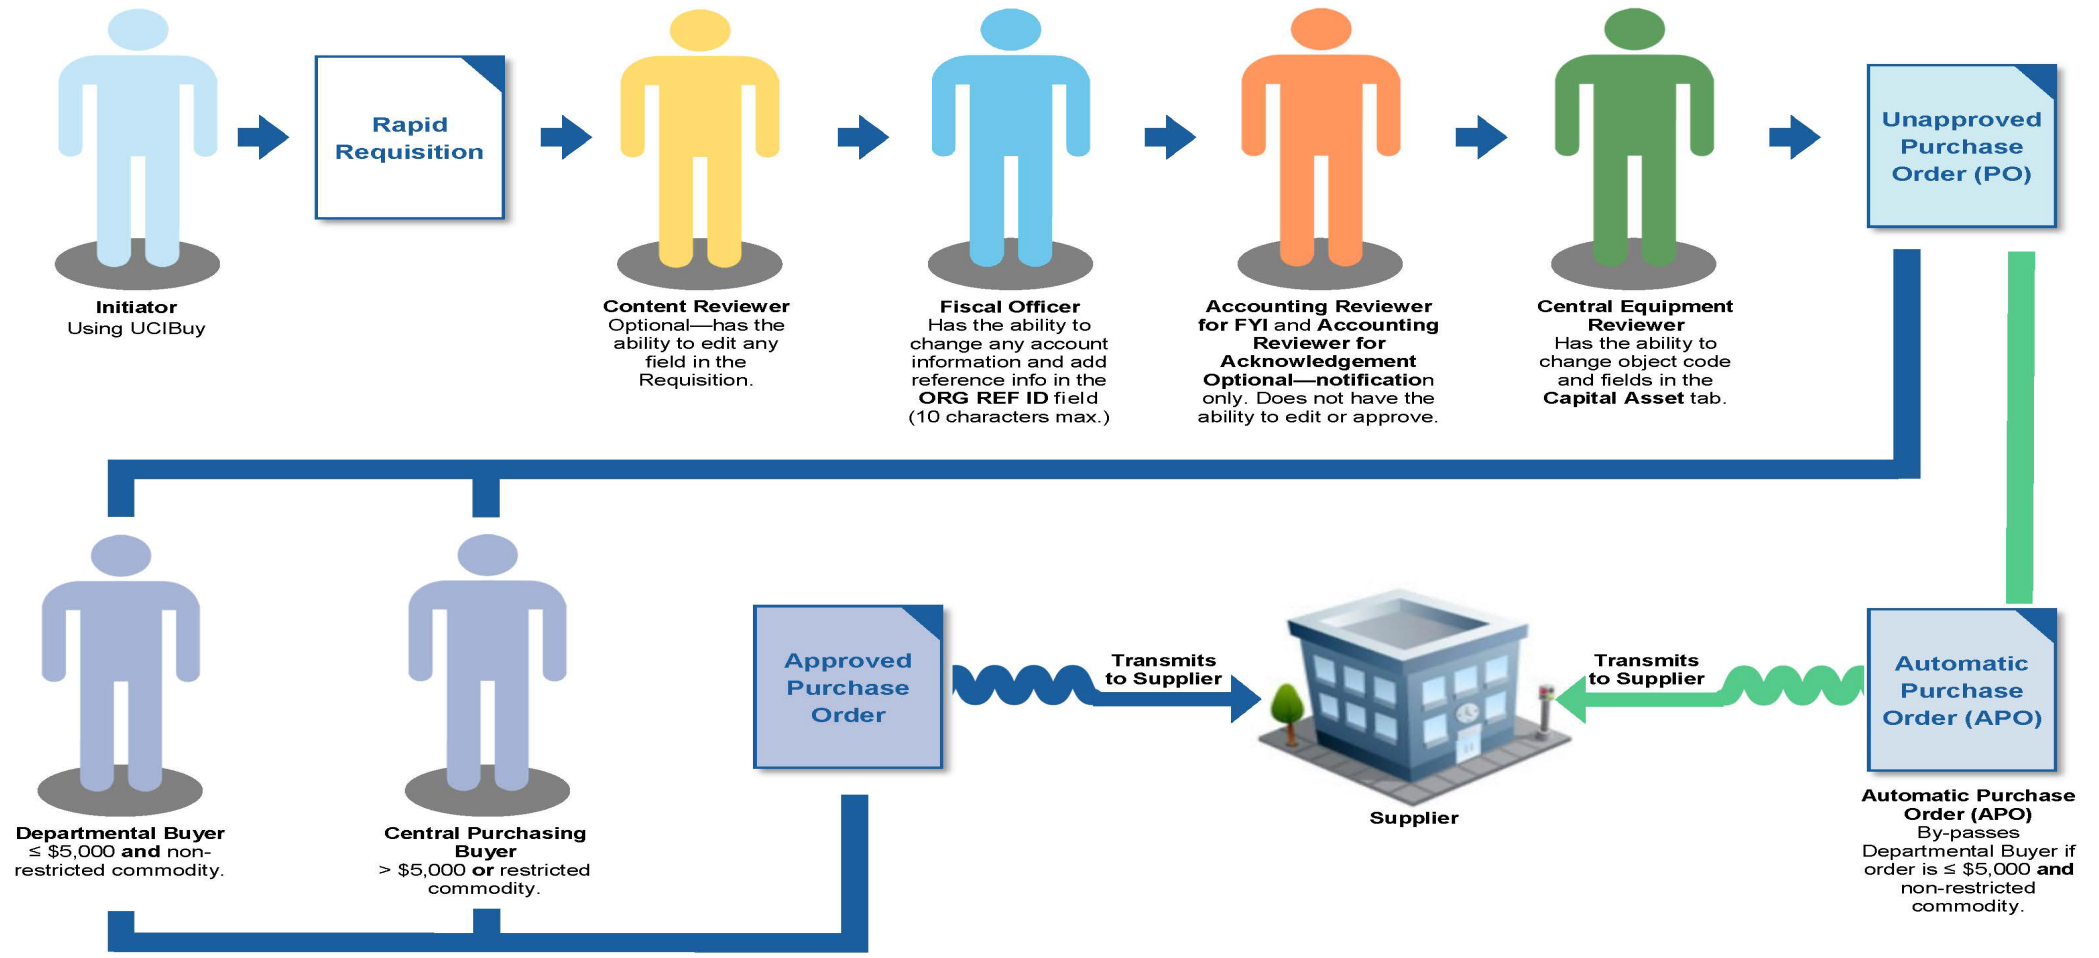 Rapid
Requisition
Unapproved
Purchase
Order (PO)
Initiator
Using UCIBuy
Content Reviewer
Optional—has the
ability to edit any
field in the
Requisition.
Fiscal Officer
Has the ability to
change any account
information and add
reference info in the
ORG REF ID field
(10 characters max.)
Accounting Reviewer
for FYI and Accounting
Reviewer for
Acknowledgement
Optional—notification
only. Does not have the
ability to edit or approve.
Central Equipment
Reviewer
Has the ability to
change object code
and fields in the
Capital Asset tab.
Departmental Buyer
≤ $5,000 and non-
restricted commodity.
Central Purchasing
Buyer
> $5,000 or restricted
commodity.
Approved
Purchase
Order
Transmits
to Supplier
Supplier
Transmits
to Supplier
Automatic
Purchase
Order (APO)
Automatic Purchase
Order (APO)
By-passes
Departmental Buyer if
order is ≤ $5,000 and
non-restricted
commodity.